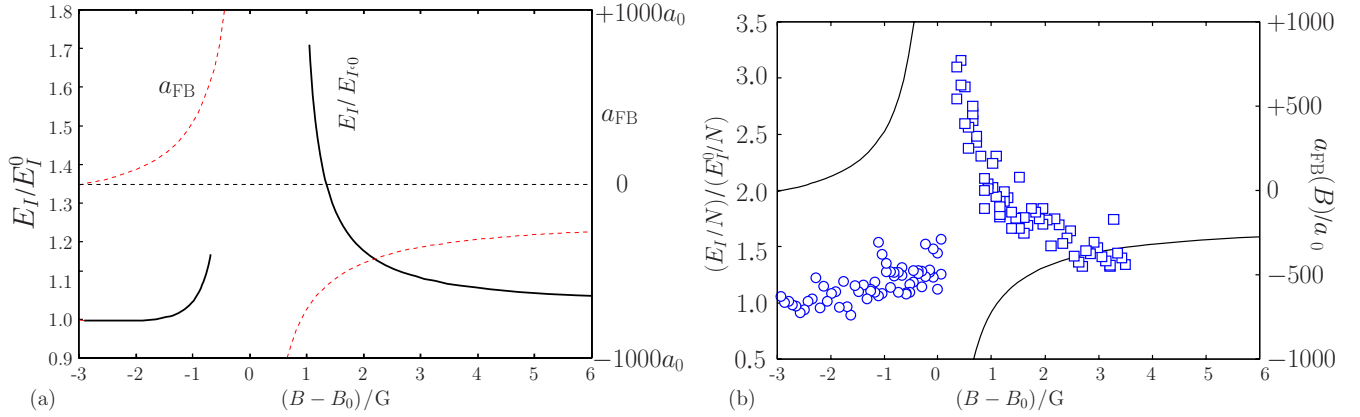 1.8
1.7
1.6
1.5
1.4
1.3
1.2
1.1
1.0
0.9
E_I/E_I^0
a_FB
E_I/E_I^0
+1000a_0
a_FB
0
−1000a_0
-3 -2 -1 0 1 2 3 4 5 6
(a)
(B − B_0)/G
3.5
3.0
2.5
2.0
1.5
1.0
0.5
(E_I/N)/(E_I^0/N)
+1000
+500
0
−500
−1000
a_FB(B)/a_0
-3 -2 -1 0 1 2 3 4 5 6
(b)
(B − B_0)/G